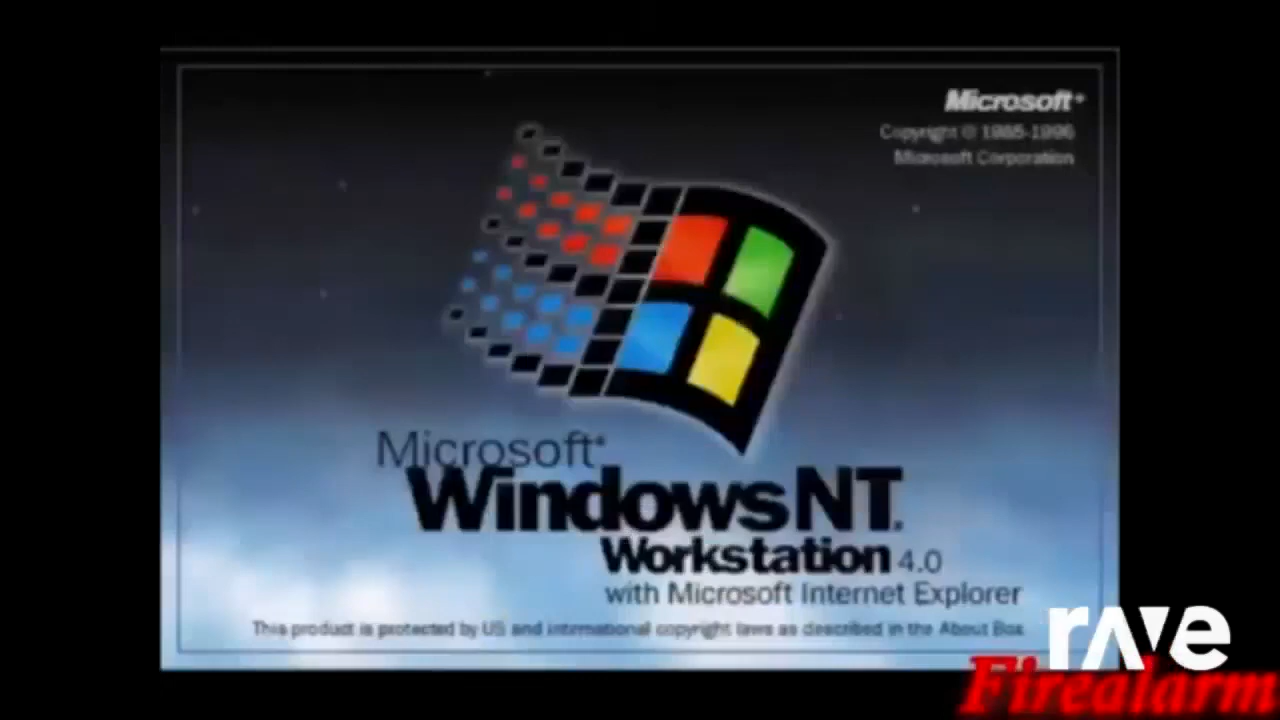 Microsoft®
Copyright © 1985-1996
Microsoft Corporation
Microsoft®
Windows NT.
Workstation 4.0
with Microsoft Internet Explorer
This product is protected by US and international copyright laws as described in the About Box
rave
Firealarm